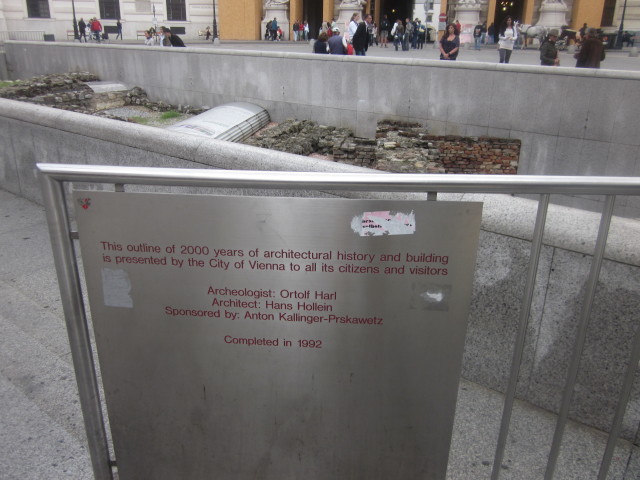 This outline of 2000 years of architectural history and building
is presented by the City of Vienna to all its citizens and visitors
Archeologist: Ortolf Harl
Architect: Hans Hollein
Sponsored by: Anton Kallinger-Prskawetz
Completed in 1992